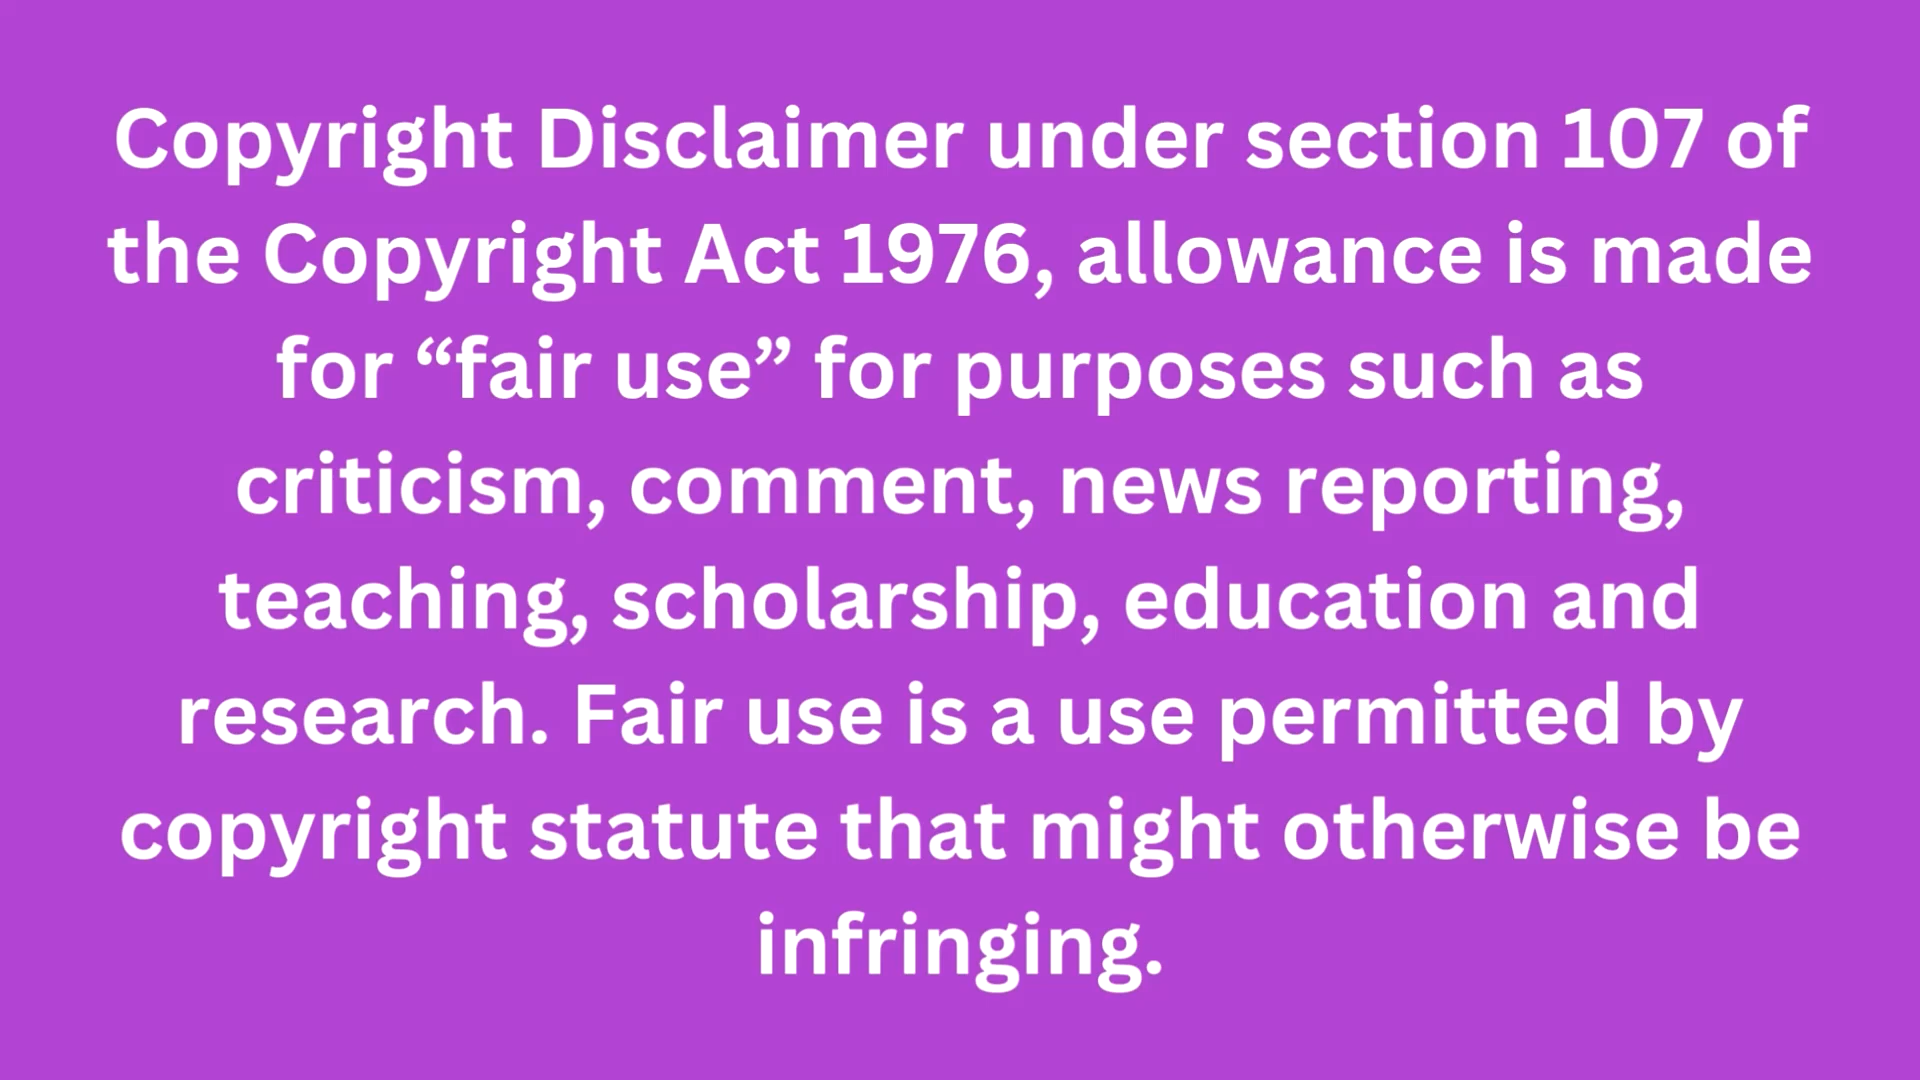 Copyright Disclaimer under section 107 of
the Copyright Act 1976, allowance is made
for “fair use” for purposes such as
criticism, comment, news reporting,
teaching, scholarship, education and
research. Fair use is a use permitted by
copyright statute that might otherwise be
infringing.